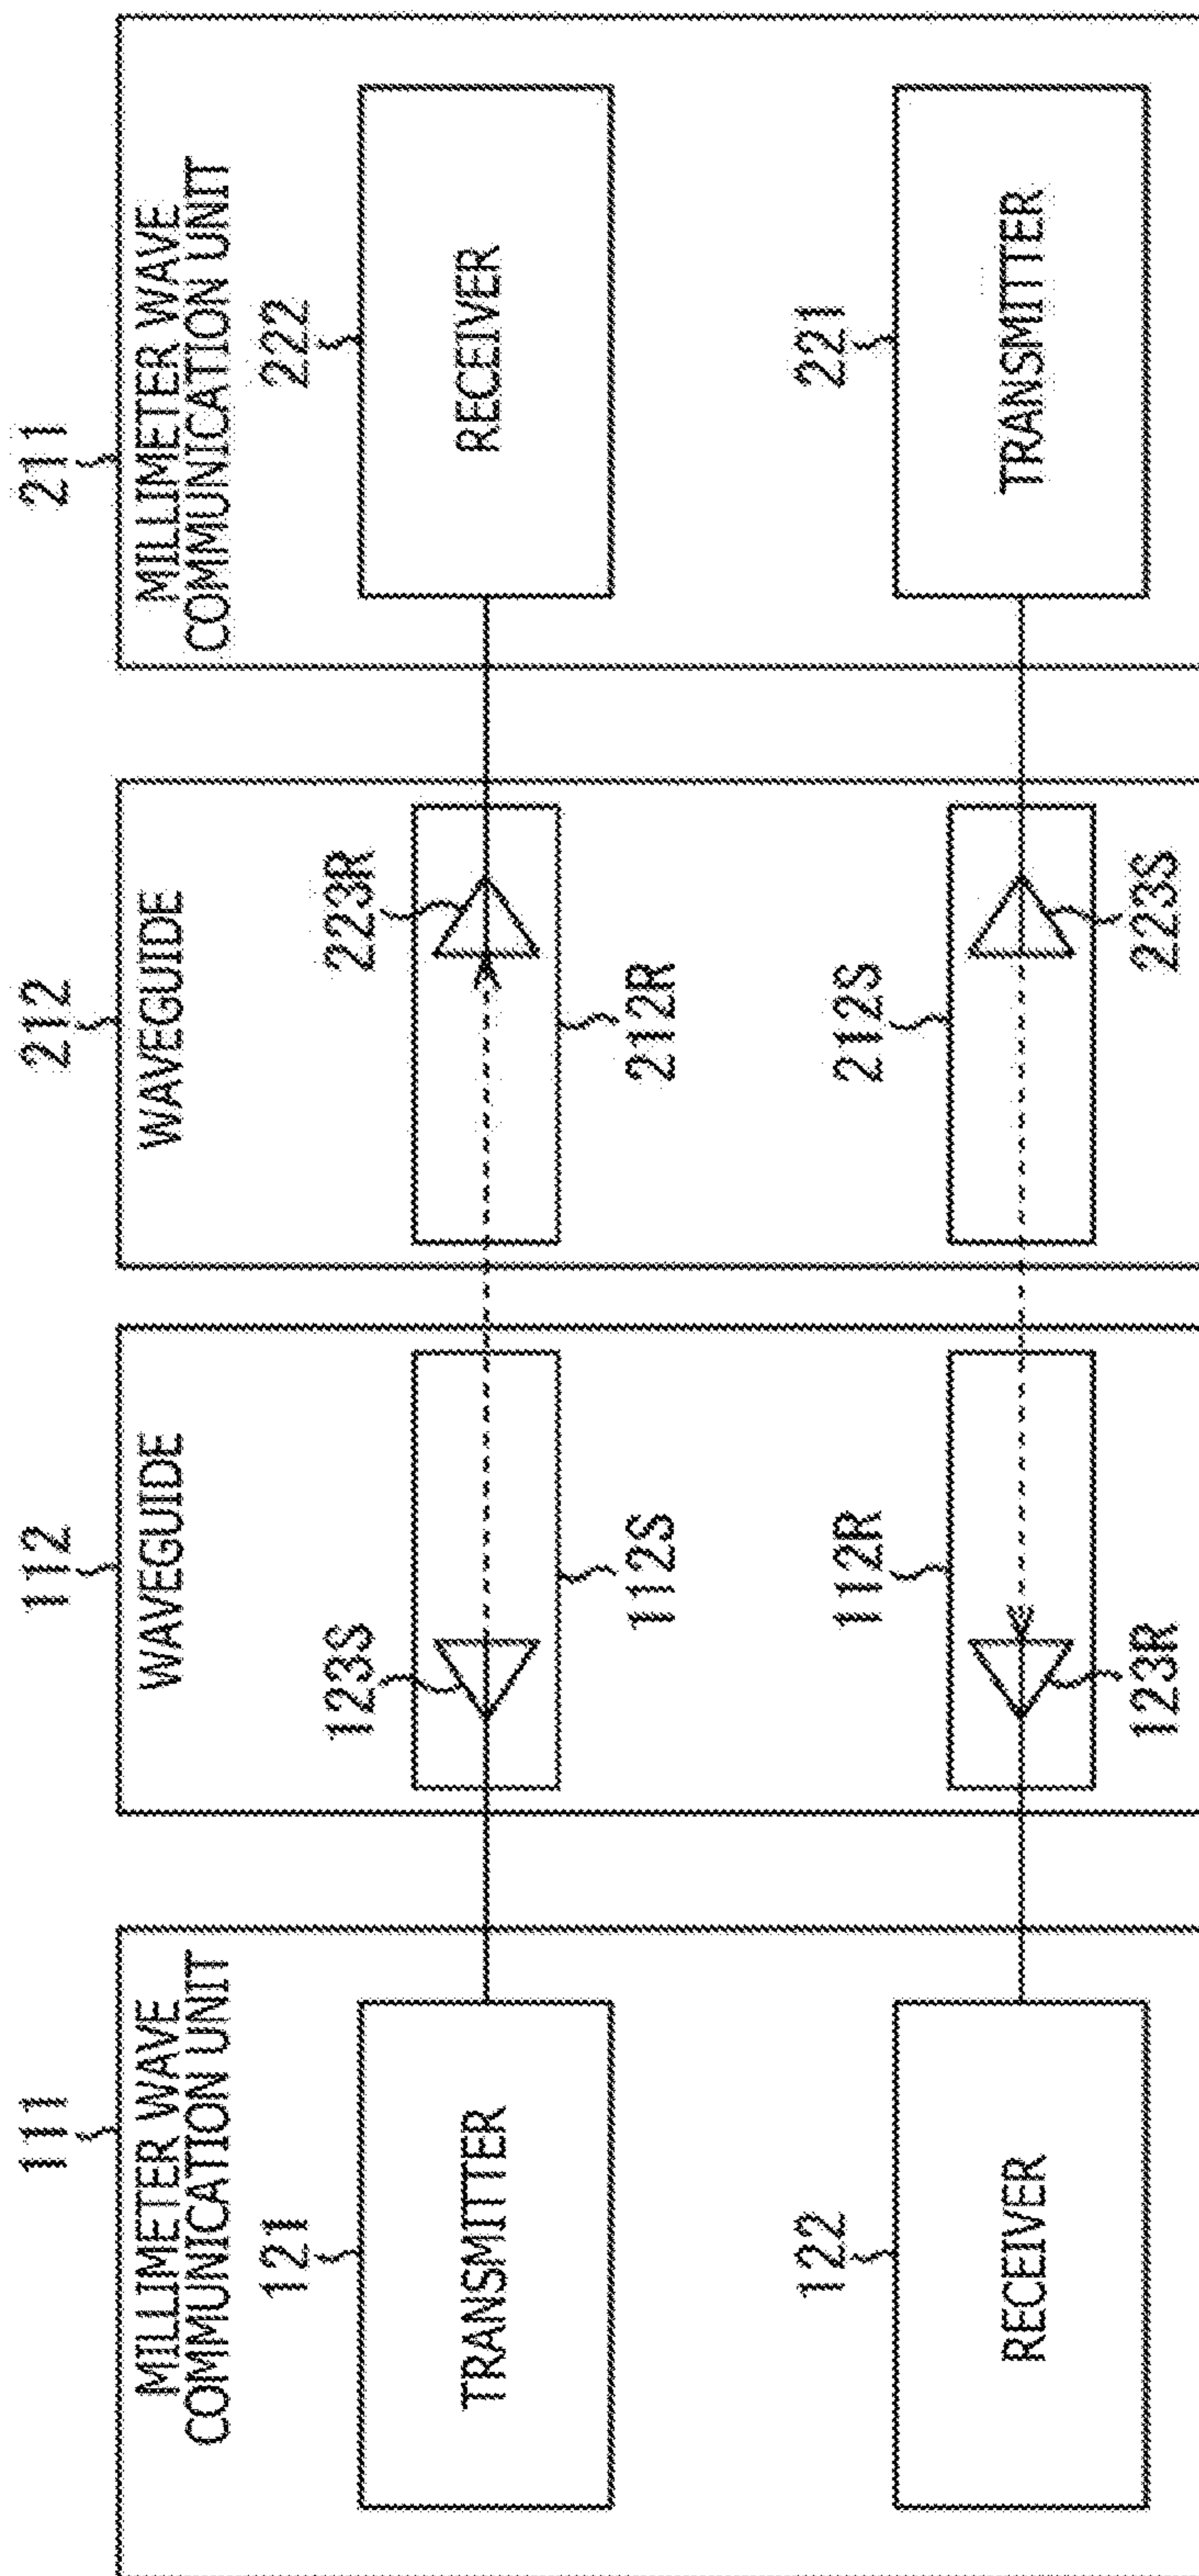 111
MILLIMETER WAVE
COMMUNICATION UNIT
121
TRANSMITTER
122
RECEIVER
112
WAVEGUIDE
123S
112S
112R
123R
212
WAVEGUIDE
223R
212R
212S
223S
211
MILLIMETER WAVE
COMMUNICATION UNIT
222
RECEIVER
221
TRANSMITTER